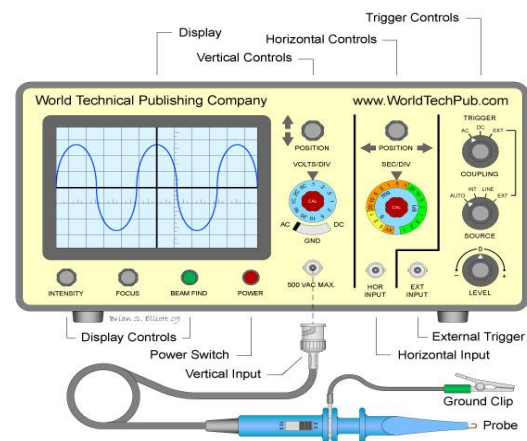 Trigger Controls
Display
Horizontal Controls
Vertical Controls
World Technical Publishing Company
www.WorldTechPub.com
TRIGGER
AC DC EXT
POSITION
POSITION
COUPLING
VOLTS/DIV
SEC/DIV
CAL
CAL
AUTO INT LINE EXT
AC DC
GND
SOURCE
500 VAC MAX.
HOR INPUT
EXT INPUT
LEVEL
INTENSITY FOCUS BEAM FIND POWER
Brian S. Elliott 09
Display Controls
Power Switch
Vertical Input
External Trigger
Horizontal Input
Ground Clip
Probe